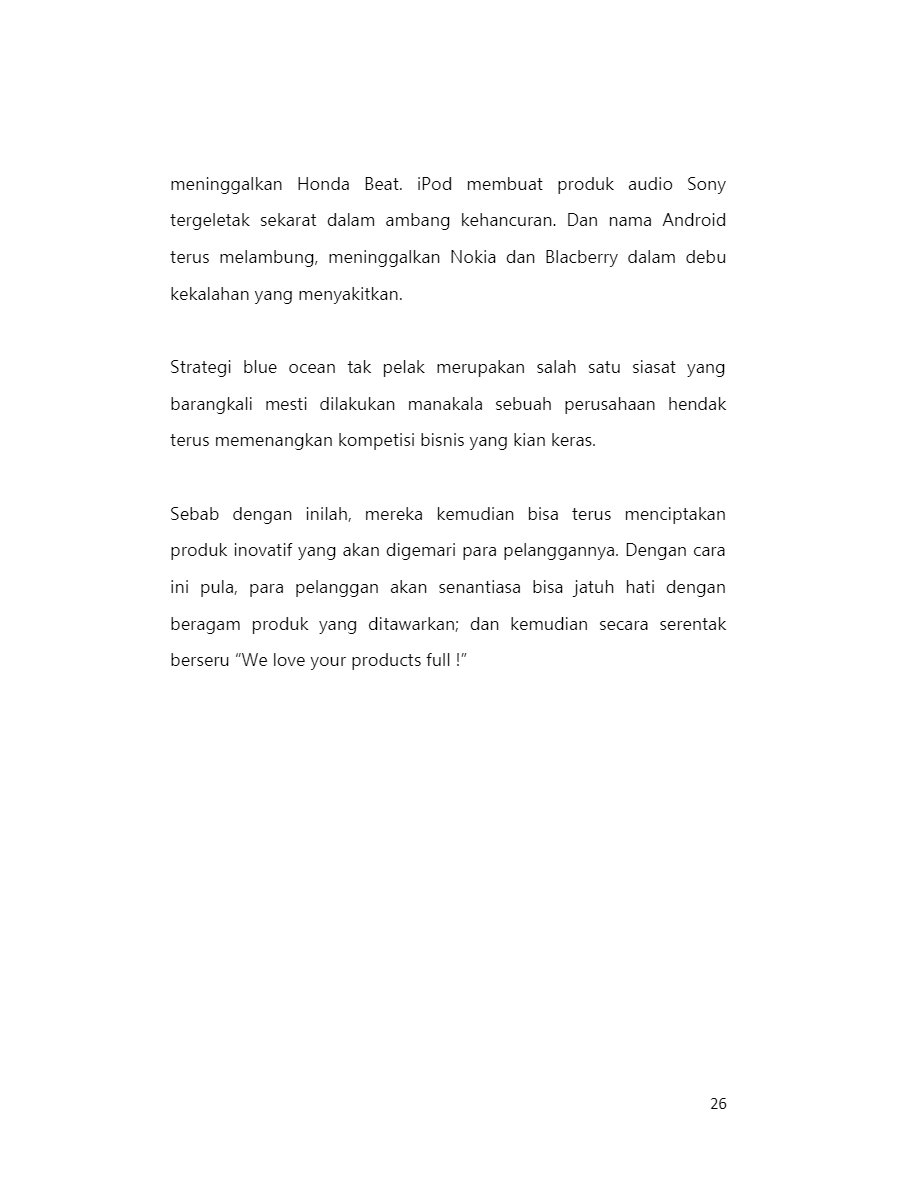 meninggalkan Honda Beat. iPod membuat produk audio Sony
tergeletak sekarat dalam ambang kehancuran. Dan nama Android
terus melambung, meninggalkan Nokia dan Blacberry dalam debu
kekalahan yang menyakitkan.
Strategi blue ocean tak pelak merupakan salah satu siasat yang
barangkali mesti dilakukan manakala sebuah perusahaan hendak
terus memenangkan kompetisi bisnis yang kian keras.
Sebab dengan inilah, mereka kemudian bisa terus menciptakan
produk inovatif yang akan digemari para pelanggannya. Dengan cara
ini pula, para pelanggan akan senantiasa bisa jatuh hati dengan
beragam produk yang ditawarkan; dan kemudian secara serentak
berseru “We love your products full !”
26